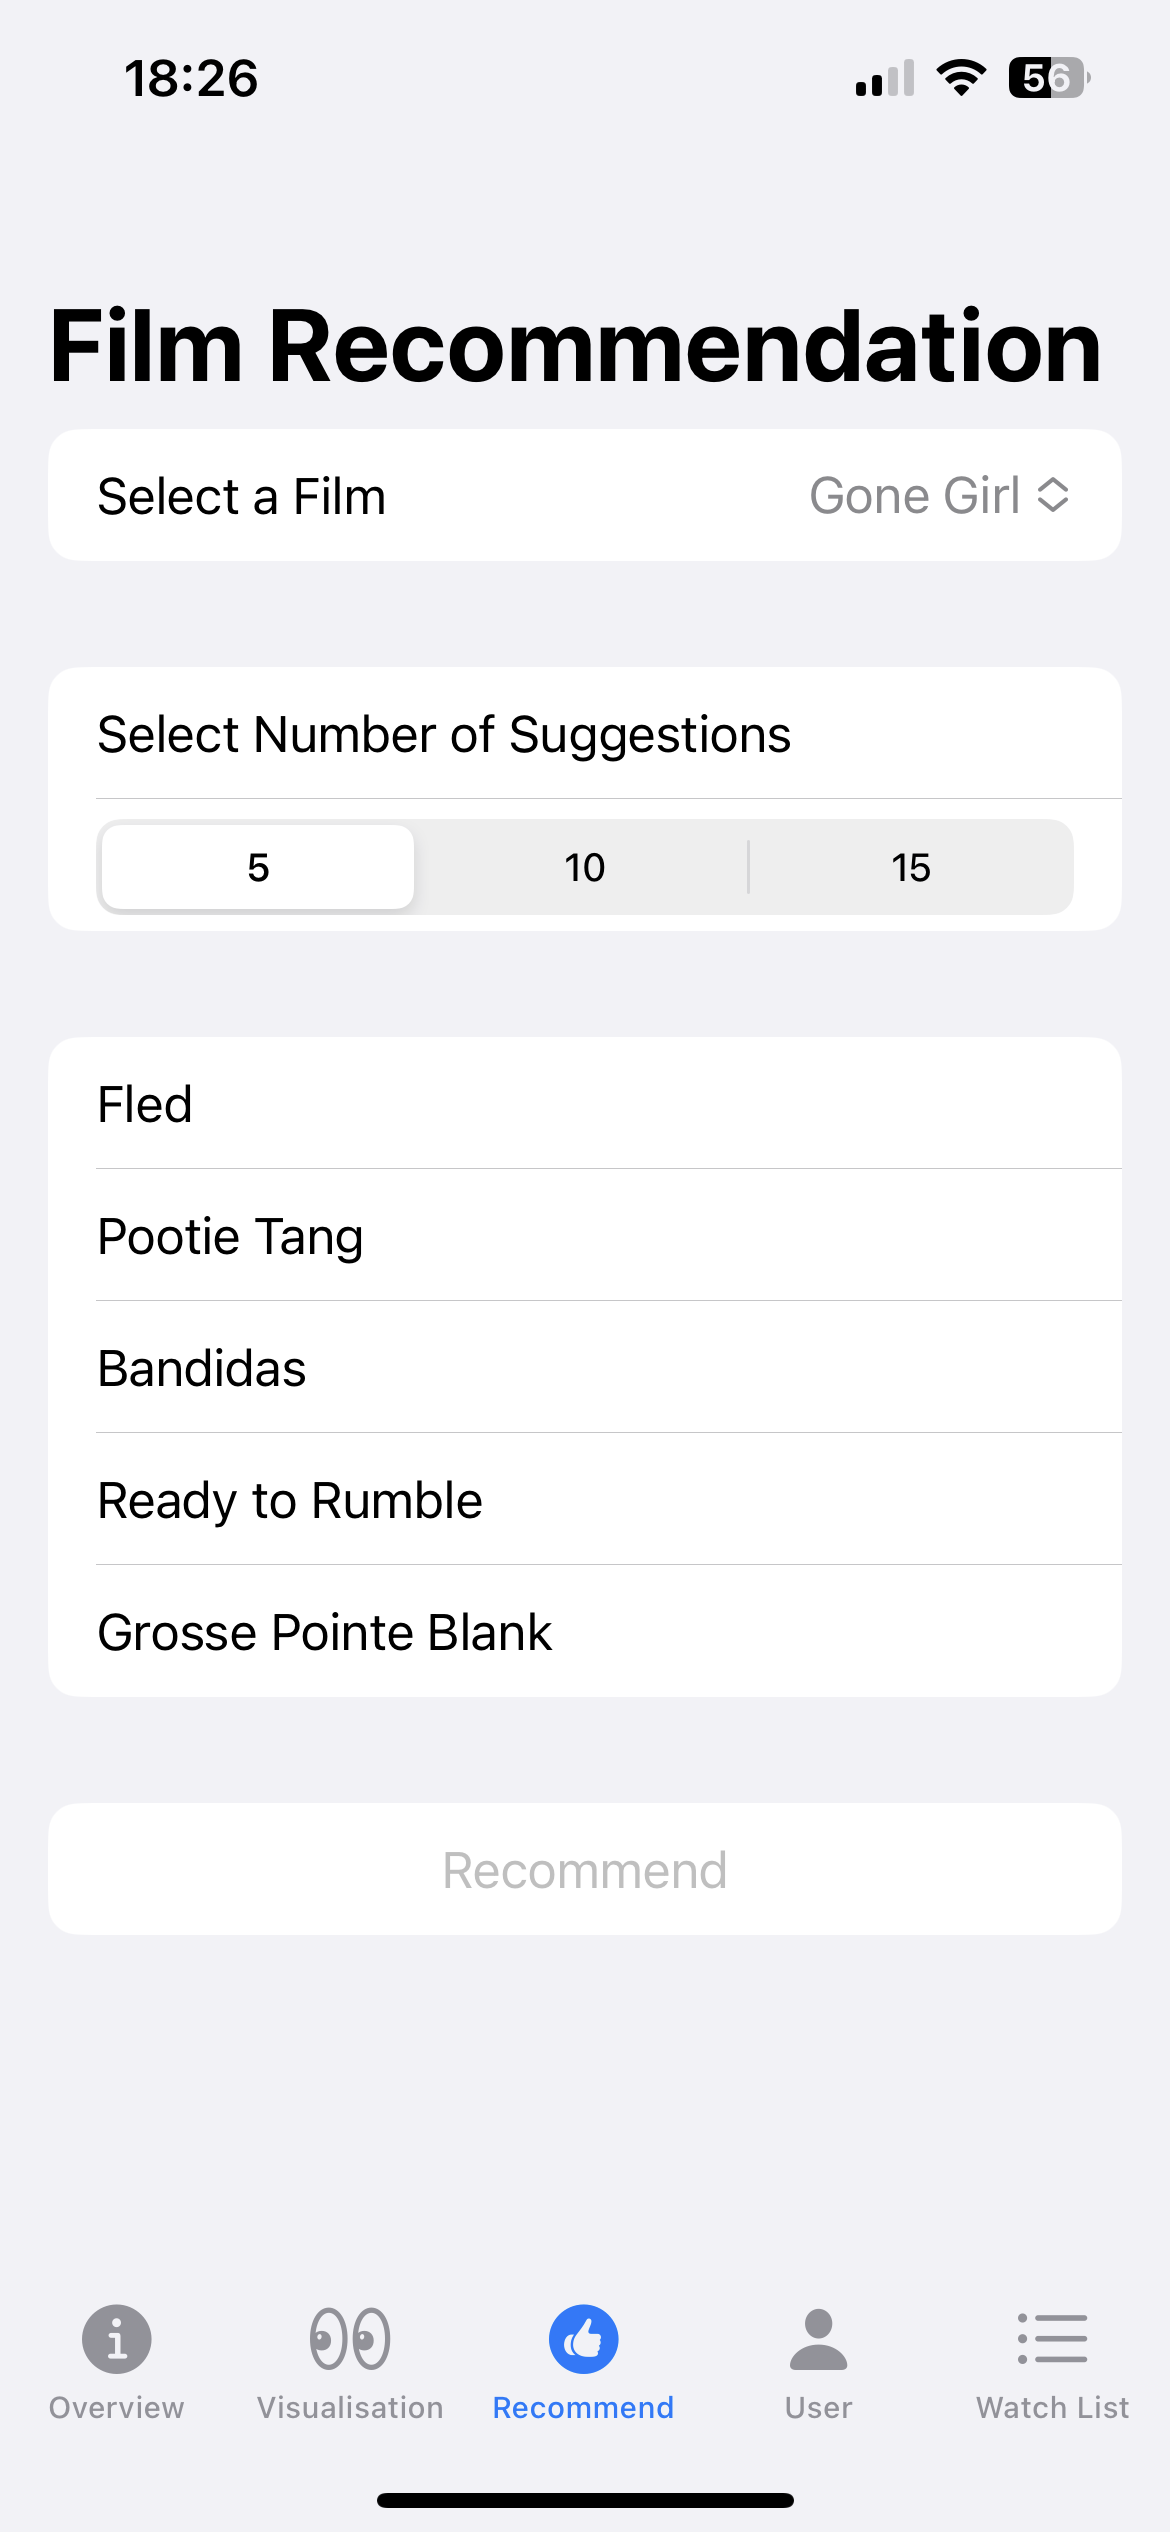 18:26
56
Film Recommendation
Select a Film
Gone Girl
Select Number of Suggestions
5
10
15
Fled
Pootie Tang
Bandidas
Ready to Rumble
Grosse Pointe Blank
Recommend
Overview
Visualisation
Recommend
User
Watch List